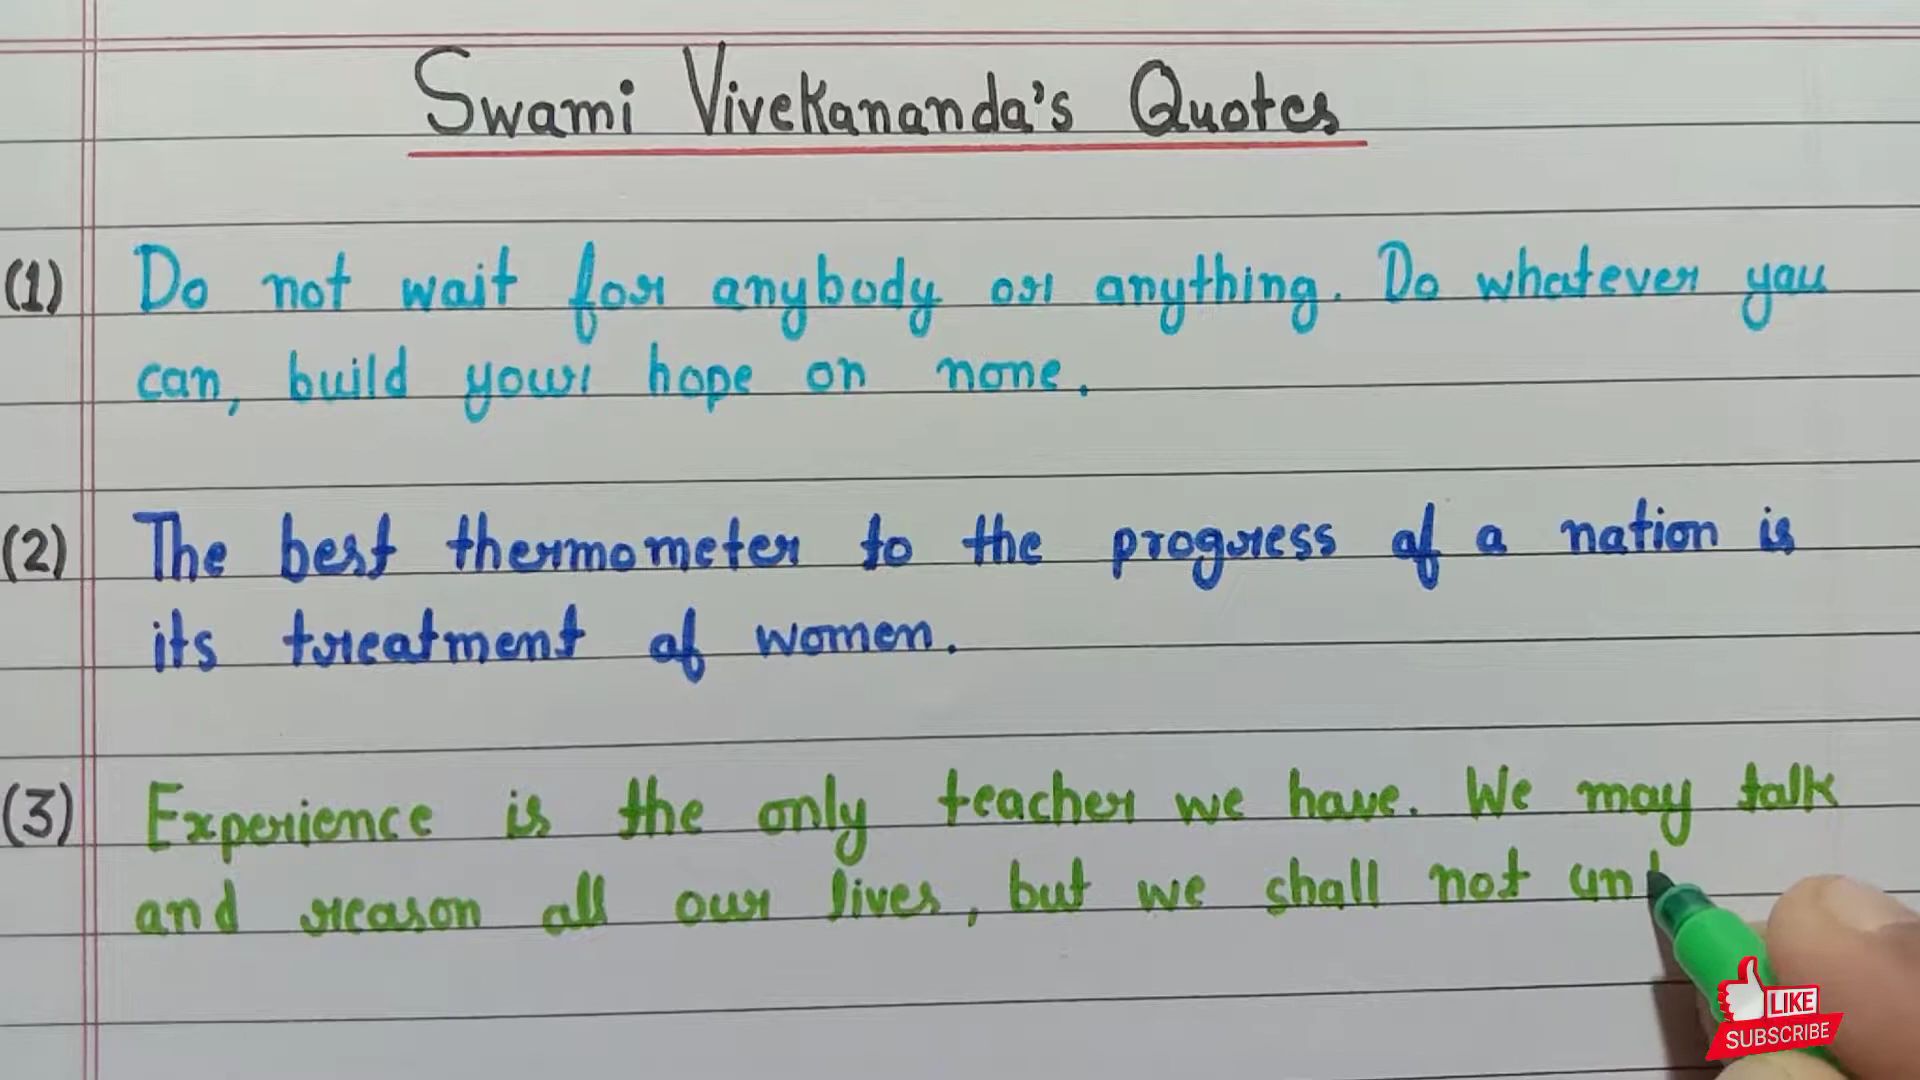 Swami Vivekananda's Quotes
(1) Do not wait for anybody or anything. Do whatever you
can, build your hope on none.
(2) The best thermometer to the progress of a nation is
its treatment of women.
(3) Experience is the only teacher we have. We may talk
and reason all our lives, but we shall not
LIKE
SUBSCRIBE